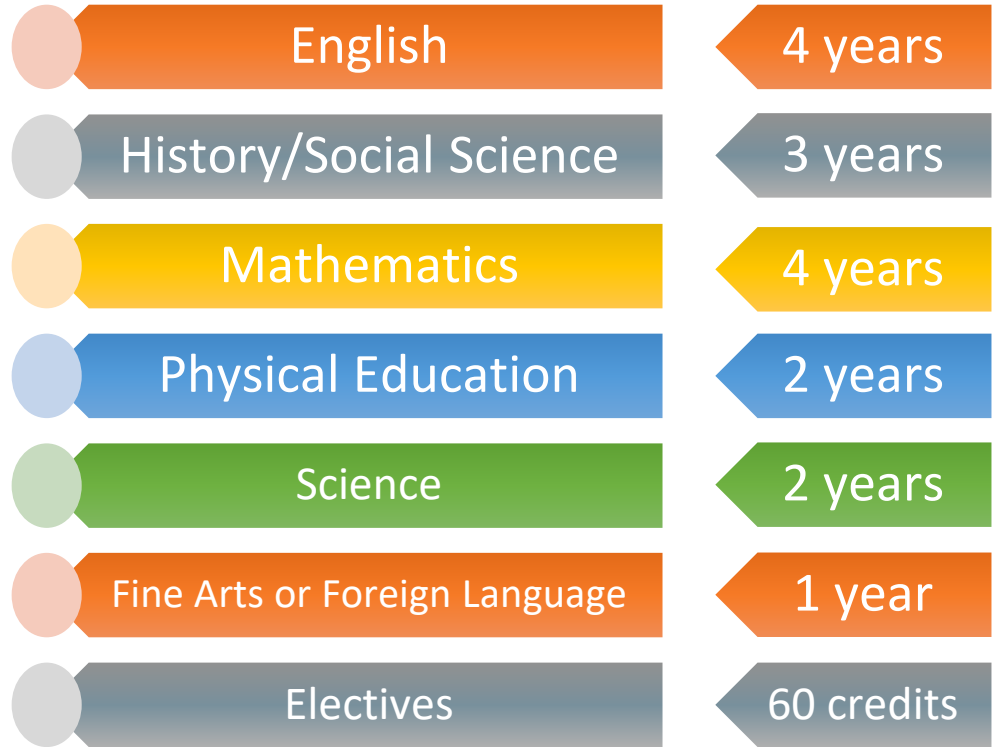 English 4 years
History/Social Science 3 years
Mathematics 4 years
Physical Education 2 years
Science 2 years
Fine Arts or Foreign Language 1 year
Electives 60 credits